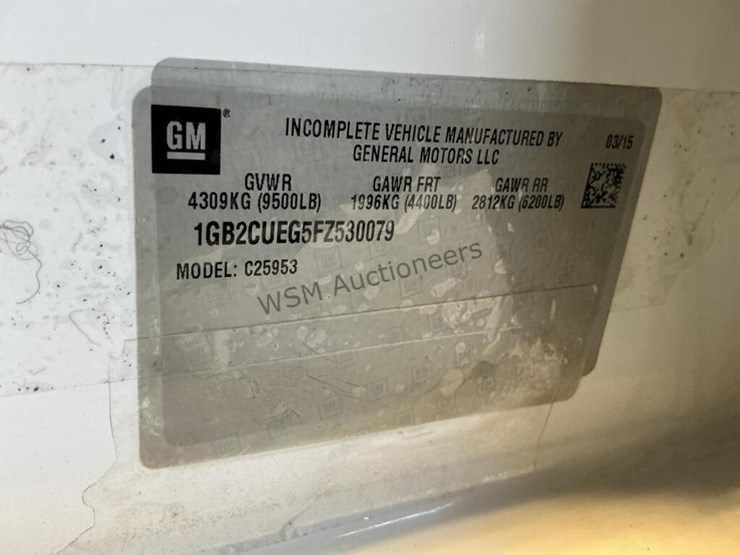 GM®
INCOMPLETE VEHICLE MANUFACTURED BY
GENERAL MOTORS LLC
03/15
GVWR GAWR FRT GAWR RR
4309KG (9500LB) 1996KG (4400LB) 2812KG (6200LB)
1GB2CUEG5FZ530079
MODEL: C25953
WSM Auctioneers